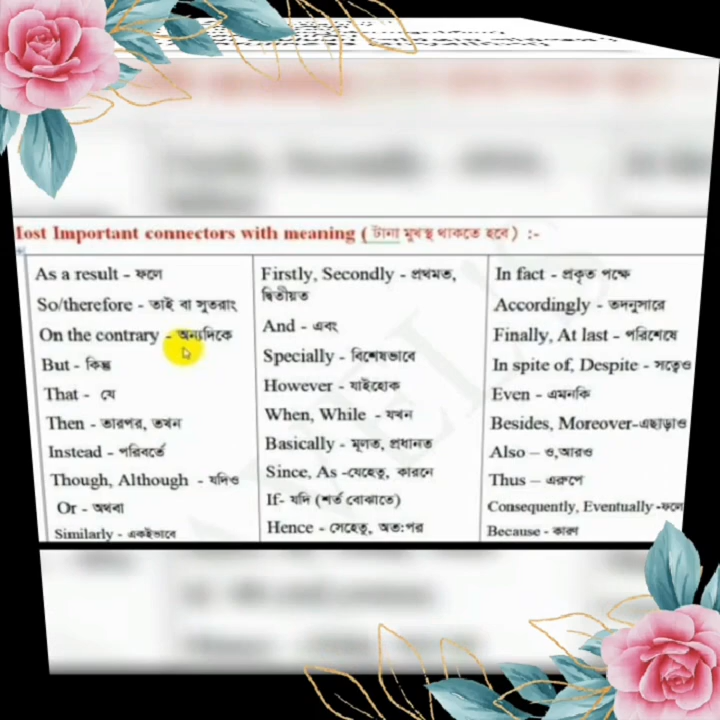 Most Important connectors with meaning ( টানা মুখস্থ থাকতে হবে ) :-
As a result – ফলে
So/therefore - তাই বা সুতরাং
On the contrary - অন্যদিকে
But - কিন্তু
That - যে
Then - তারপর, তখন
Instead - পরিবর্তে
Though, Although - যদিও
Or - অথবা
Similarly - একইভাবে
Firstly, Secondly - প্রথমত,
দ্বিতীয়ত
And - এবং
Specially - বিশেষভাবে
However - যাইহোক
When, While - যখন
Basically - মূলত, প্রধানত
Since, As -যেহেতু, কারনে
If- যদি (শর্ত বোঝাতে)
Hence - সেহেতু, অত:পর
In fact - প্রকৃত পক্ষে
Accordingly - তদনুসারে
Finally, At last - পরিশেষে
In spite of, Despite - সত্ত্বেও
Even - এমনকি
Besides, Moreover-এছাড়াও
Also – ও,আরও
Thus – এরূপে
Consequently, Eventually -ফলে
Because - কারণ